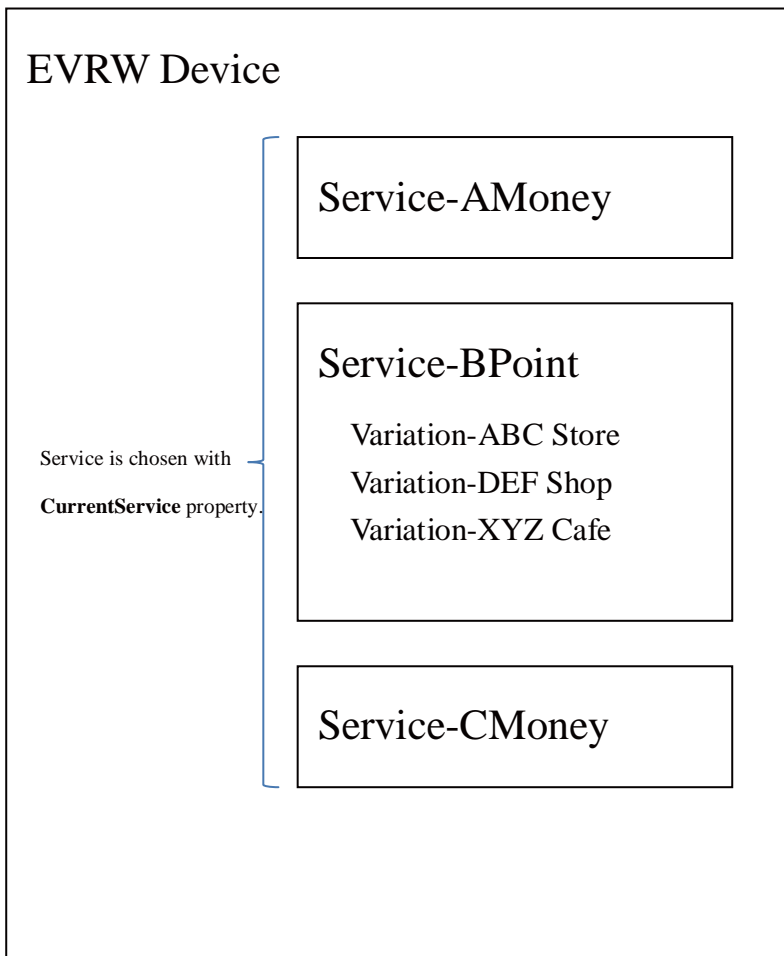 EVRW Device
Service-AMoney
Service-BPoint
Variation-ABC Store
Variation-DEF Shop
Variation-XYZ Cafe
Service is chosen with
CurrentService property.
Service-CMoney